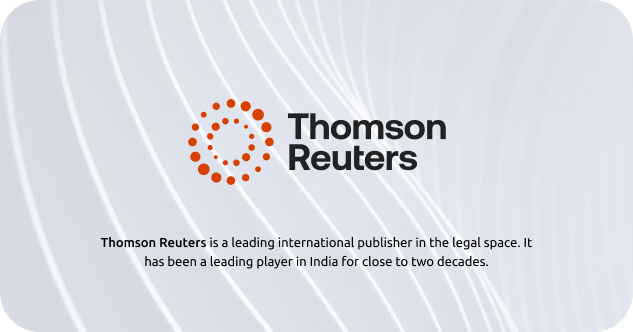 Thomson
Reuters
Thomson Reuters is a leading international publisher in the legal space. It
has been a leading player in India for close to two decades.